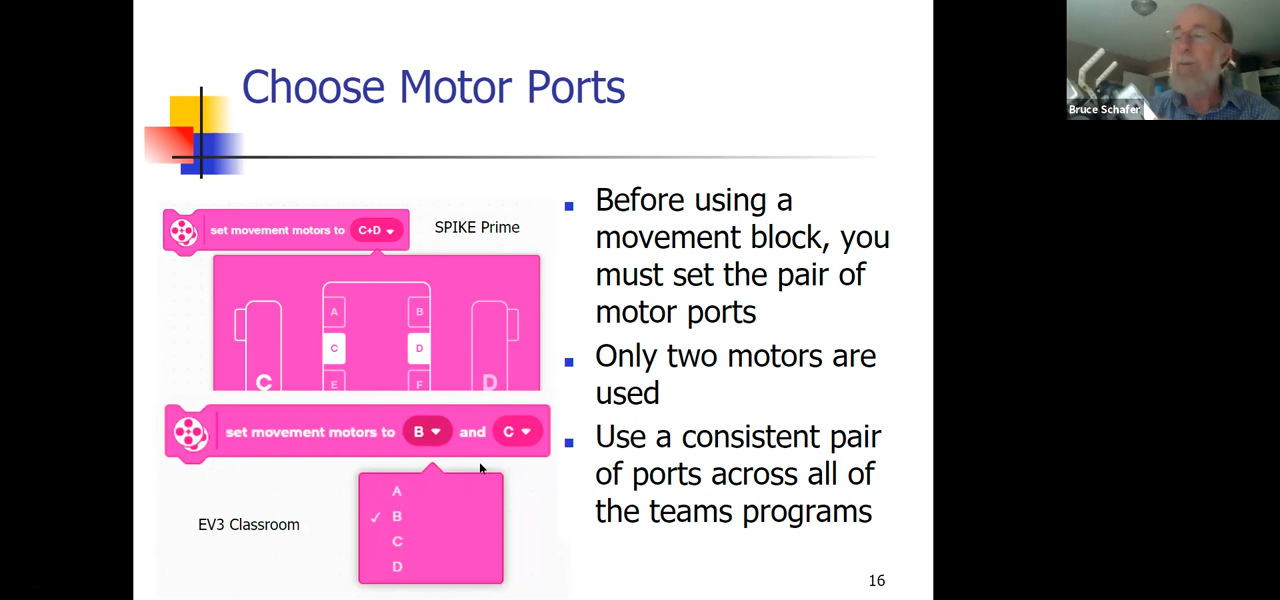 Choose Motor Ports
Bruce Schafer
set movement motors to C+D
SPIKE Prime
A B
C D
E F
C D
set movement motors to B and C
A
B
C
D
EV3 Classroom
Before using a
movement block, you
must set the pair of
motor ports
Only two motors are
used
Use a consistent pair
of ports across all of
the teams programs
16